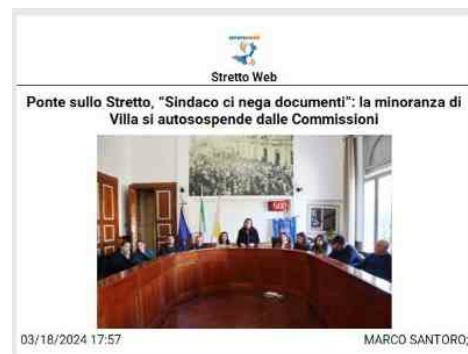 Stretto Web
Ponte sullo Stretto, "Sindaco ci nega documenti": la minoranza di
Villa si autosospende dalle Commissioni
03/18/2024 17:57
MARCO SANTORO;